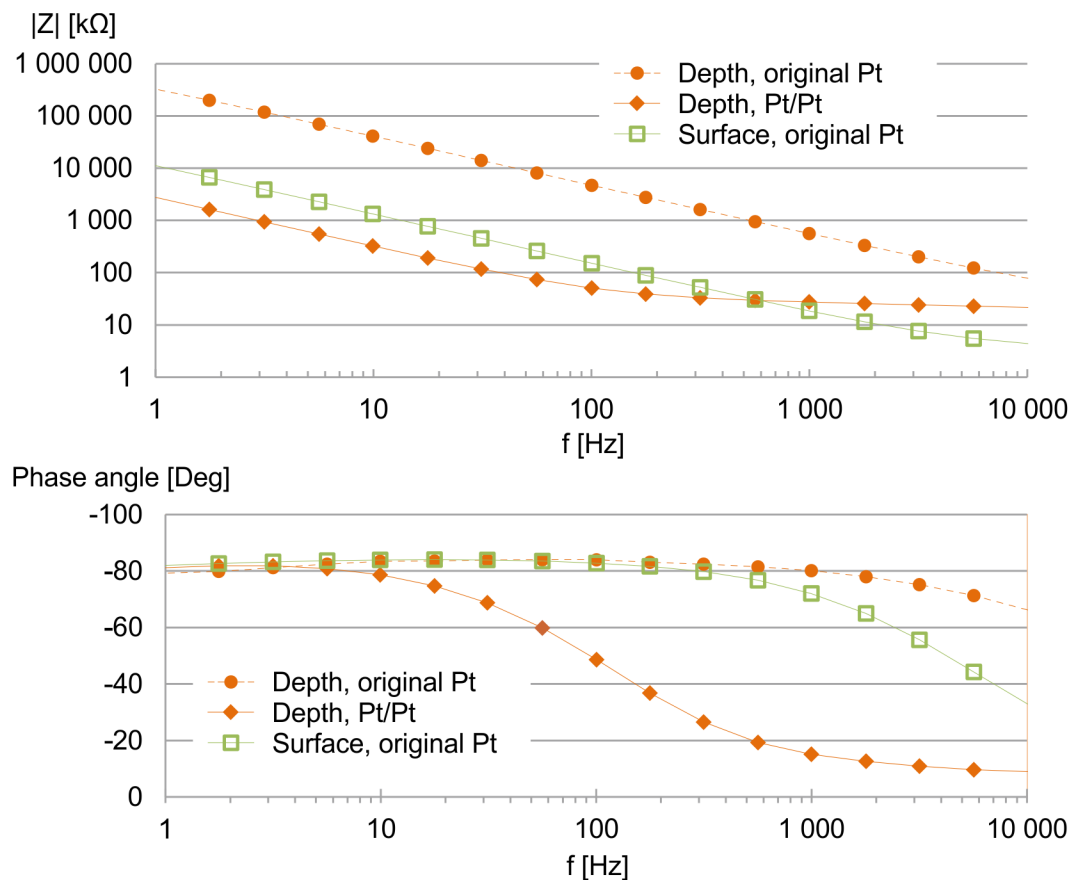 |Z| [kΩ]
1 000 000
100 000
10 000
1 000
100
10
1
Depth, original Pt
Depth, Pt/Pt
Surface, original Pt
1 10 100 1 000 10 000
f [Hz]
Phase angle [Deg]
-100
-80
-60
-40
-20
0
Depth, original Pt
Depth, Pt/Pt
Surface, original Pt
1 10 100 1 000 10 000
f [Hz]